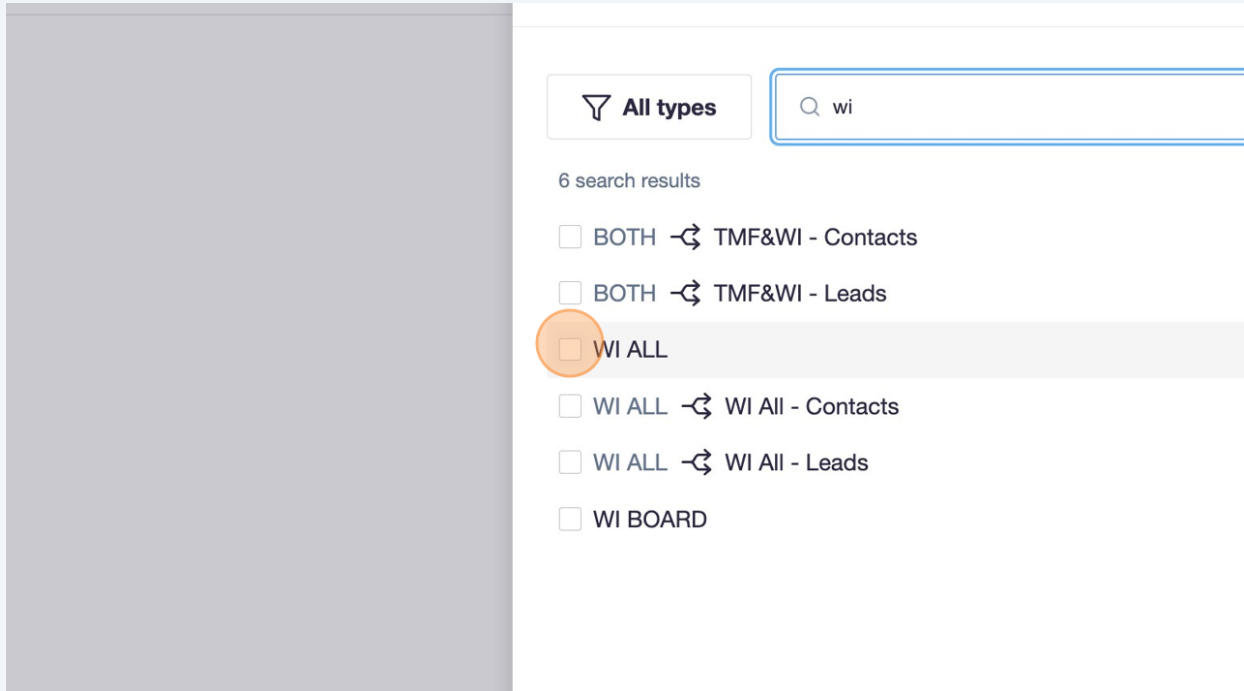 All types
wi
6 search results
BOTH TMF&WI - Contacts
BOTH TMF&WI - Leads
WI ALL
WI ALL WI All - Contacts
WI ALL WI All - Leads
WI BOARD